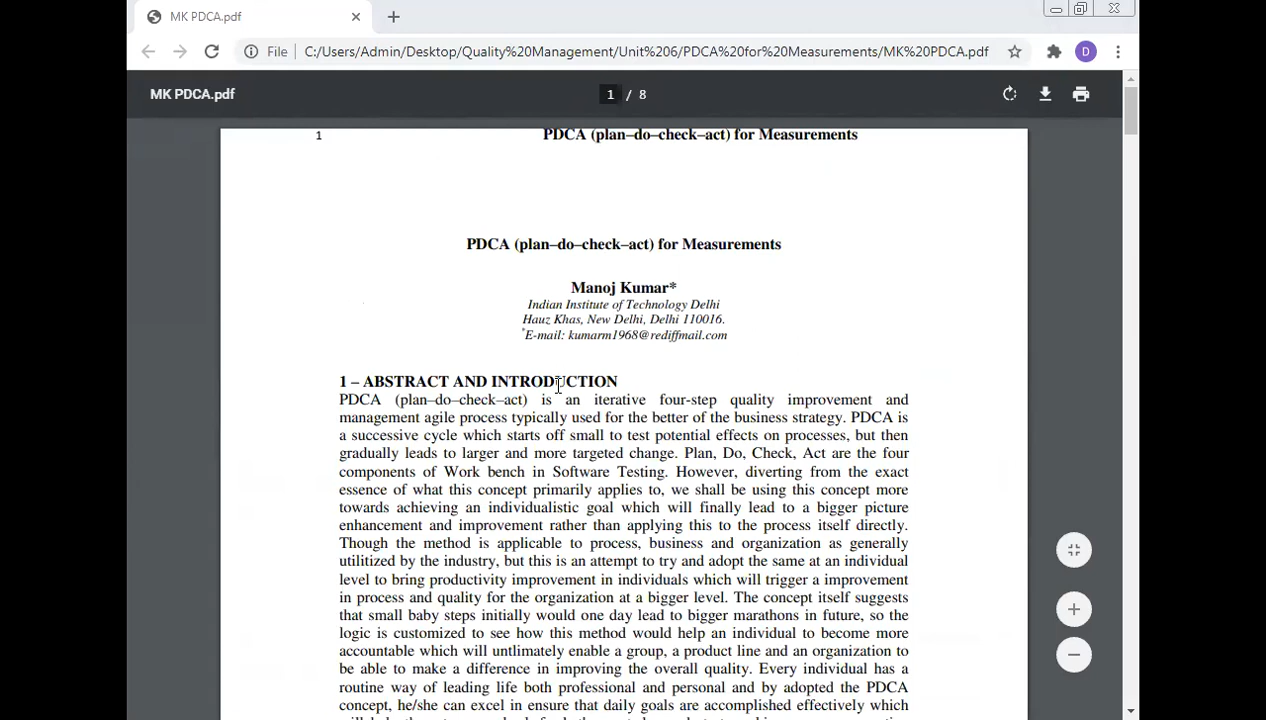 MK PDCA.pdf
File C:/Users/Admin/Desktop/Quality%20Management/Unit%206/PDCA%20for%20Measurements/MK%20PDCA.pdf D
MK PDCA.pdf 1 / 8
1 PDCA (plan–do–check–act) for Measurements
PDCA (plan–do–check–act) for Measurements
Manoj Kumar*
Indian Institute of Technology Delhi
Hauz Khas, New Delhi, Delhi 110016.
*E-mail: kumarm1968@rediffmail.com
1 – ABSTRACT AND INTRODUCTION
PDCA (plan–do–check–act) is an iterative four-step quality improvement and
management agile process typically used for the better of the business strategy. PDCA is
a successive cycle which starts off small to test potential effects on processes, but then
gradually leads to larger and more targeted change. Plan, Do, Check, Act are the four
components of Work bench in Software Testing. However, diverting from the exact
essence of what this concept primarily applies to, we shall be using this concept more
towards achieving an individualistic goal which will finally lead to a bigger picture
enhancement and improvement rather than applying this to the process itself directly.
Though the method is applicable to process, business and organization as generally
utilitized by the industry, but this is an attempt to try and adopt the same at an individual
level to bring productivity improvement in individuals which will trigger a improvement
in process and quality for the organization at a bigger level. The concept itself suggests
that small baby steps initially would one day lead to bigger marathons in future, so the
logic is customized to see how this method would help an individual to become more
accountable which will untlimately enable a group, a product line and an organization to
be able to make a difference in improving the overall quality. Every individual has a
routine way of leading life both professional and personal and by adopted the PDCA
concept, he/she can excel in ensure that daily goals are accomplished effectively which